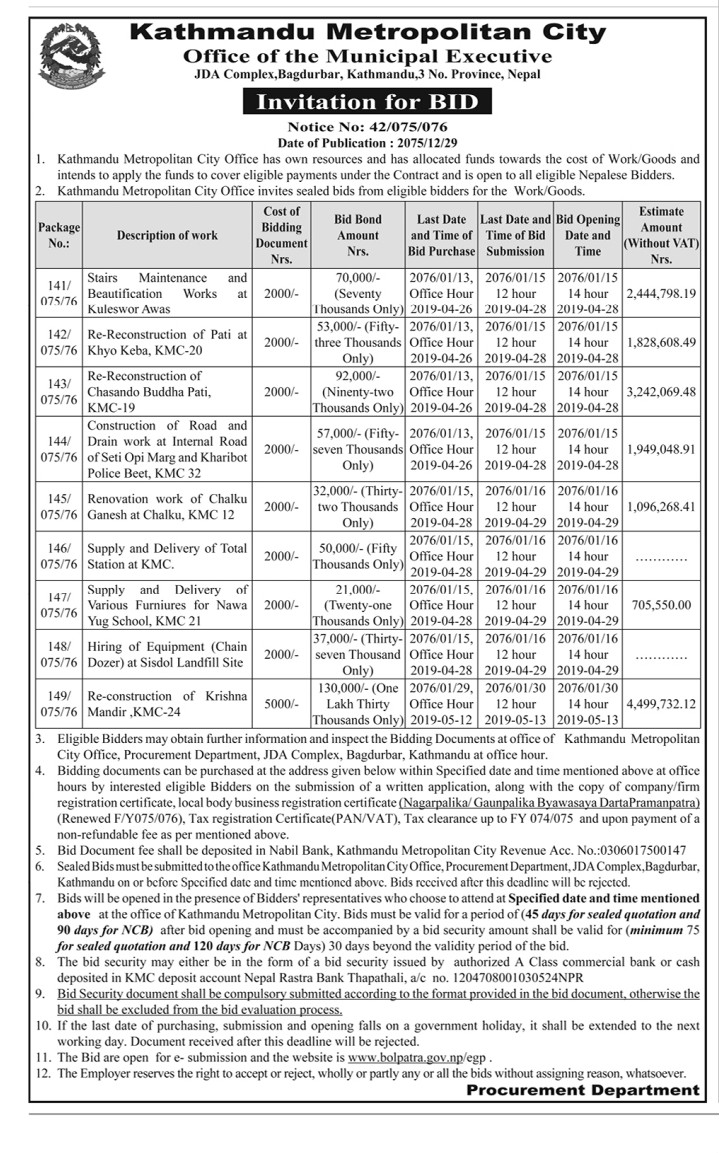 Kathmandu Metropolitan City
Office of the Municipal Executive
JDA Complex,Bagdurbar, Kathmandu,3 No. Province, Nepal
Invitation for BID
Notice No: 42/075/076
Date of Publication : 2075/12/29
1. Kathmandu Metropolitan City Office has own resources and has allocated funds towards the cost of Work/Goods and
intends to apply the funds to cover eligible payments under the Contract and is open to all eligible Nepalese Bidders.
2. Kathmandu Metropolitan City Office invites sealed bids from eligible bidders for the Work/Goods.
Package No.: | Description of work | Cost of Bidding Document Nrs. | Bid Bond Amount Nrs. | Last Date and Time of Bid Purchase | Last Date and Time of Bid Submission | Bid Opening Date and Time | Estimate Amount (Without VAT) Nrs.
141/ 075/76 | Stairs Maintenance and Beautification Works at Kuleswor Awas | 2000/- | 70,000/- (Seventy Thousands Only) | 2076/01/13, Office Hour 2019-04-26 | 2076/01/15 12 hour 2019-04-28 | 2076/01/15 14 hour 2019-04-28 | 2,444,798.19
142/ 075/76 | Re-Reconstruction of Pati at Khyo Keba, KMC-20 | 2000/- | 53,000/- (Fifty-three Thousands Only) | 2076/01/13, Office Hour 2019-04-26 | 2076/01/15 12 hour 2019-04-28 | 2076/01/15 14 hour 2019-04-28 | 1,828,608.49
143/ 075/76 | Re-Reconstruction of Chasando Buddha Pati, KMC-19 | 2000/- | 92,000/- (Ninenty-two Thousands Only) | 2076/01/13, Office Hour 2019-04-26 | 2076/01/15 12 hour 2019-04-28 | 2076/01/15 14 hour 2019-04-28 | 3,242,069.48
144/ 075/76 | Construction of Road and Drain work at Internal Road of Seti Opi Marg and Kharibot Police Beet, KMC 32 | 2000/- | 57,000/- (Fifty-seven Thousands Only) | 2076/01/13, Office Hour 2019-04-26 | 2076/01/15 12 hour 2019-04-28 | 2076/01/15 14 hour 2019-04-28 | 1,949,048.91
145/ 075/76 | Renovation work of Chalku Ganesh at Chalku, KMC 12 | 2000/- | 32,000/- (Thirty-two Thousands Only) | 2076/01/15, Office Hour 2019-04-28 | 2076/01/16 12 hour 2019-04-29 | 2076/01/16 14 hour 2019-04-29 | 1,096,268.41
146/ 075/76 | Supply and Delivery of Total Station at KMC. | 2000/- | 50,000/- (Fifty Thousands Only) | 2076/01/15, Office Hour 2019-04-28 | 2076/01/16 12 hour 2019-04-29 | 2076/01/16 14 hour 2019-04-29 | ............
147/ 075/76 | Supply and Delivery of Various Furniures for Nawa Yug School, KMC 21 | 2000/- | 21,000/- (Twenty-one Thousands Only) | 2076/01/15, Office Hour 2019-04-28 | 2076/01/16 12 hour 2019-04-29 | 2076/01/16 14 hour 2019-04-29 | 705,550.00
148/ 075/76 | Hiring of Equipment (Chain Dozer) at Sisdol Landfill Site | 2000/- | 37,000/- (Thirty-seven Thousand Only) | 2076/01/15, Office Hour 2019-04-28 | 2076/01/16 12 hour 2019-04-29 | 2076/01/16 14 hour 2019-04-29 | ............
149/ 075/76 | Re-construction of Krishna Mandir ,KMC-24 | 5000/- | 130,000/- (One Lakh Thirty Thousands Only) | 2076/01/29, Office Hour 2019-05-12 | 2076/01/30 12 hour 2019-05-13 | 2076/01/30 14 hour 2019-05-13 | 4,499,732.12
3. Eligible Bidders may obtain further information and inspect the Bidding Documents at office of Kathmandu Metropolitan
City Office, Procurement Department, JDA Complex, Bagdurbar, Kathmandu at office hour.
4. Bidding documents can be purchased at the address given below within Specified date and time mentioned above at office
hours by interested eligible Bidders on the submission of a written application, along with the copy of company/firm
registration certificate, local body business registration certificate (Nagarpalika/ Gaunpalika Byawasaya DartaPramanpatra)
(Renewed F/Y075/076), Tax registration Certificate(PAN/VAT), Tax clearance up to FY 074/075 and upon payment of a
non-refundable fee as per mentioned above.
5. Bid Document fee shall be deposited in Nabil Bank, Kathmandu Metropolitan City Revenue Acc. No.:0306017500147
6. Sealed Bids must be submitted to the office Kathmandu Metropolitan City Office, Procurement Department, JDA Complex,Bagdurbar,
Kathmandu on or before Specified date and time mentioned above. Bids received after this deadline will be rejected.
7. Bids will be opened in the presence of Bidders' representatives who choose to attend at Specified date and time mentioned
above at the office of Kathmandu Metropolitan City. Bids must be valid for a period of (45 days for sealed quotation and
90 days for NCB) after bid opening and must be accompanied by a bid security amount shall be valid for (minimum 75
for sealed quotation and 120 days for NCB Days) 30 days beyond the validity period of the bid.
8. The bid security may either be in the form of a bid security issued by authorized A Class commercial bank or cash
deposited in KMC deposit account Nepal Rastra Bank Thapathali, a/c no. 1204708001030524NPR
9. Bid Security document shall be compulsory submitted according to the format provided in the bid document, otherwise the
bid shall be excluded from the bid evaluation process.
10. If the last date of purchasing, submission and opening falls on a government holiday, it shall be extended to the next
working day. Document received after this deadline will be rejected.
11. The Bid are open for e- submission and the website is www.bolpatra.gov.np/egp .
12. The Employer reserves the right to accept or reject, wholly or partly any or all the bids without assigning reason, whatsoever.
Procurement Department